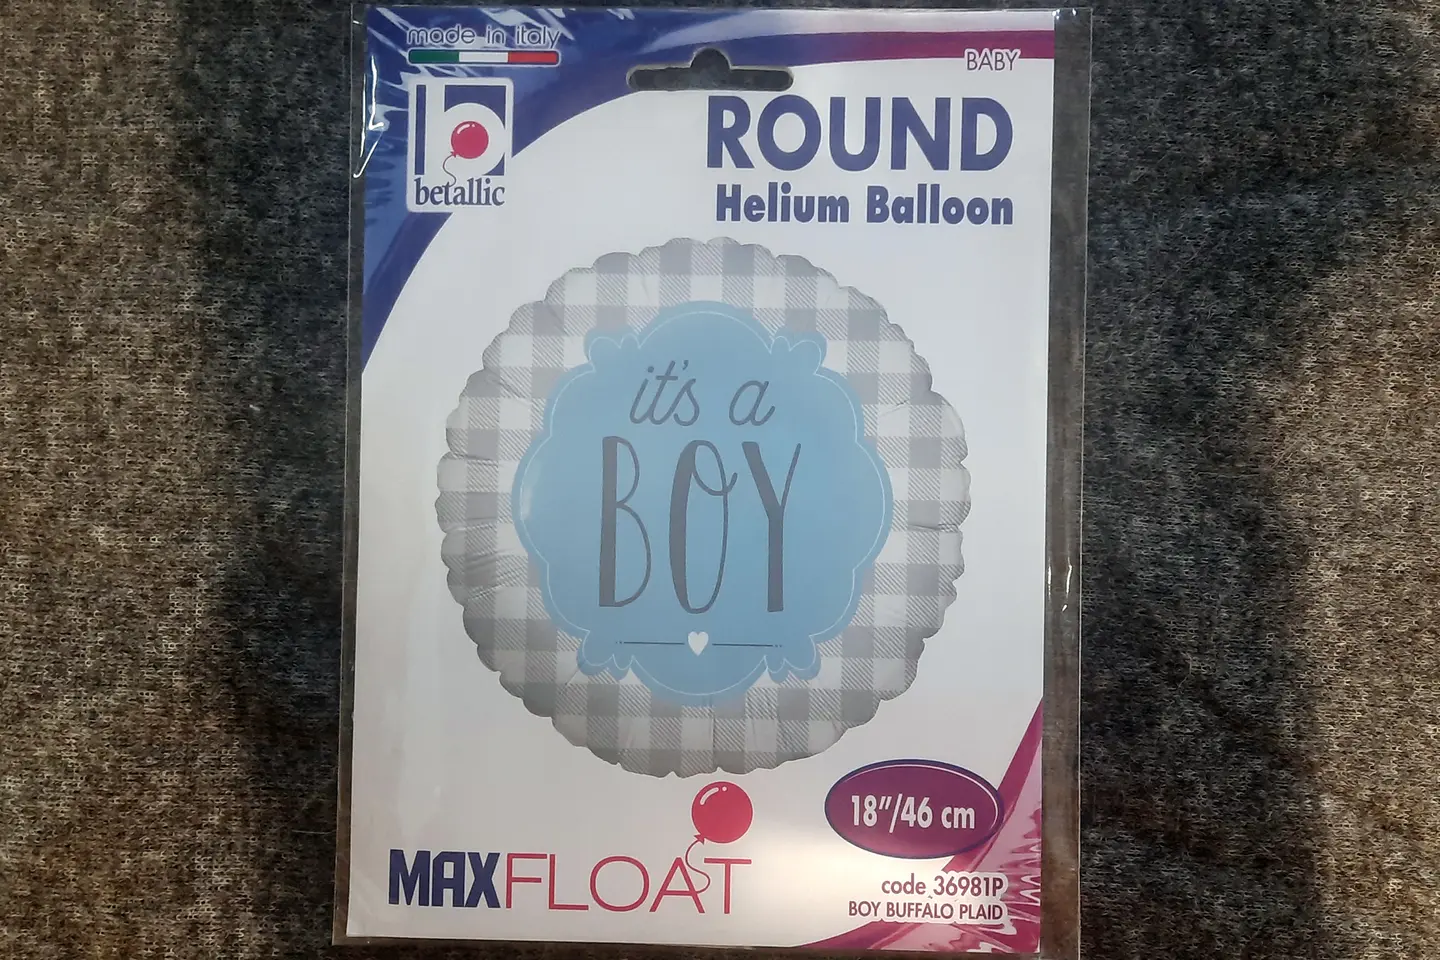 made in italy
betallic
BABY
ROUND
Helium Balloon
it's a
BOY
18"/46 cm
MAXFLOAT
code 36981P
BOY BUFFALO PLAID